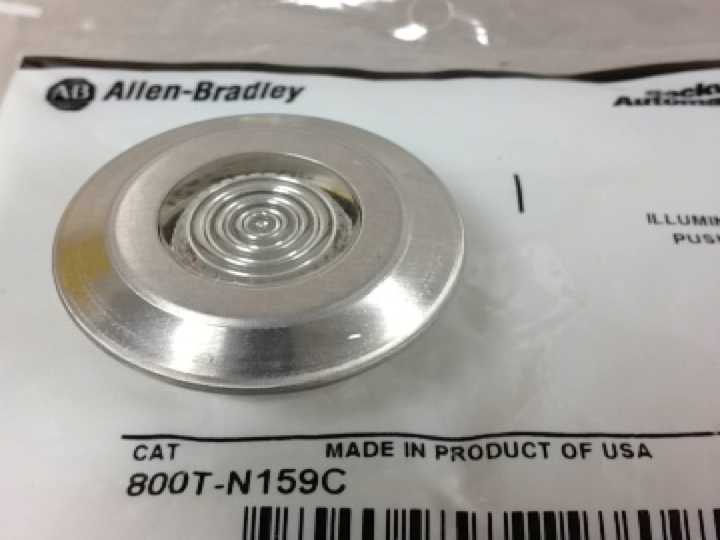 AB Allen-Bradley
CAT MADE IN PRODUCT OF USA
800T-N159C